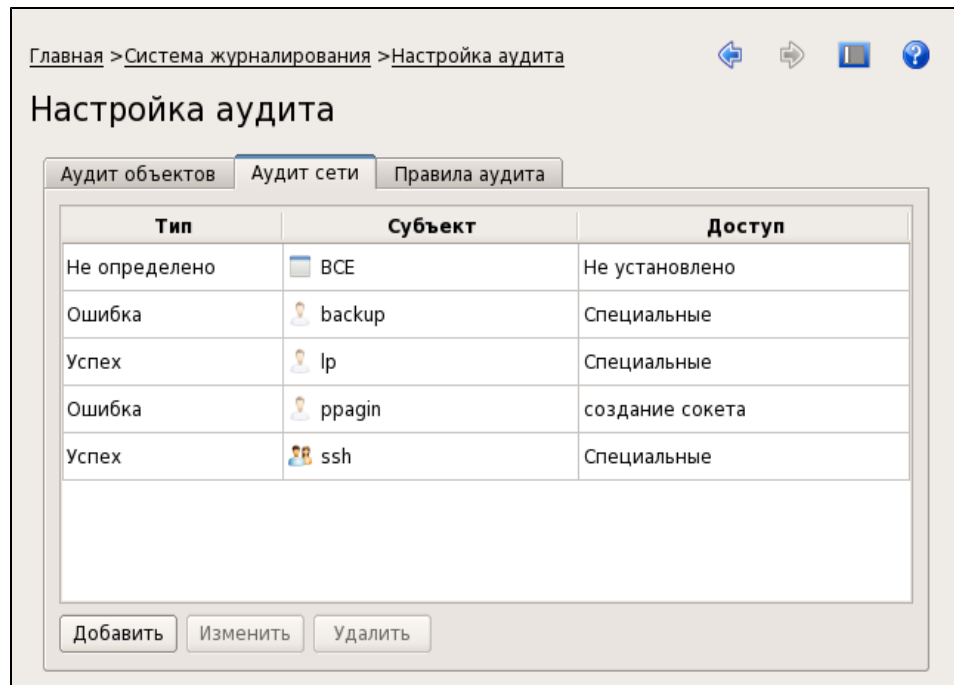 Главная >Система журналирования >Настройка аудита
Настройка аудита
Аудит объектов Аудит сети Правила аудита
Тип Субъект Доступ
Не определено ВСЕ Не установлено
Ошибка backup Специальные
Успех lp Специальные
Ошибка ppagin создание сокета
Успех ssh Специальные
Добавить Изменить Удалить